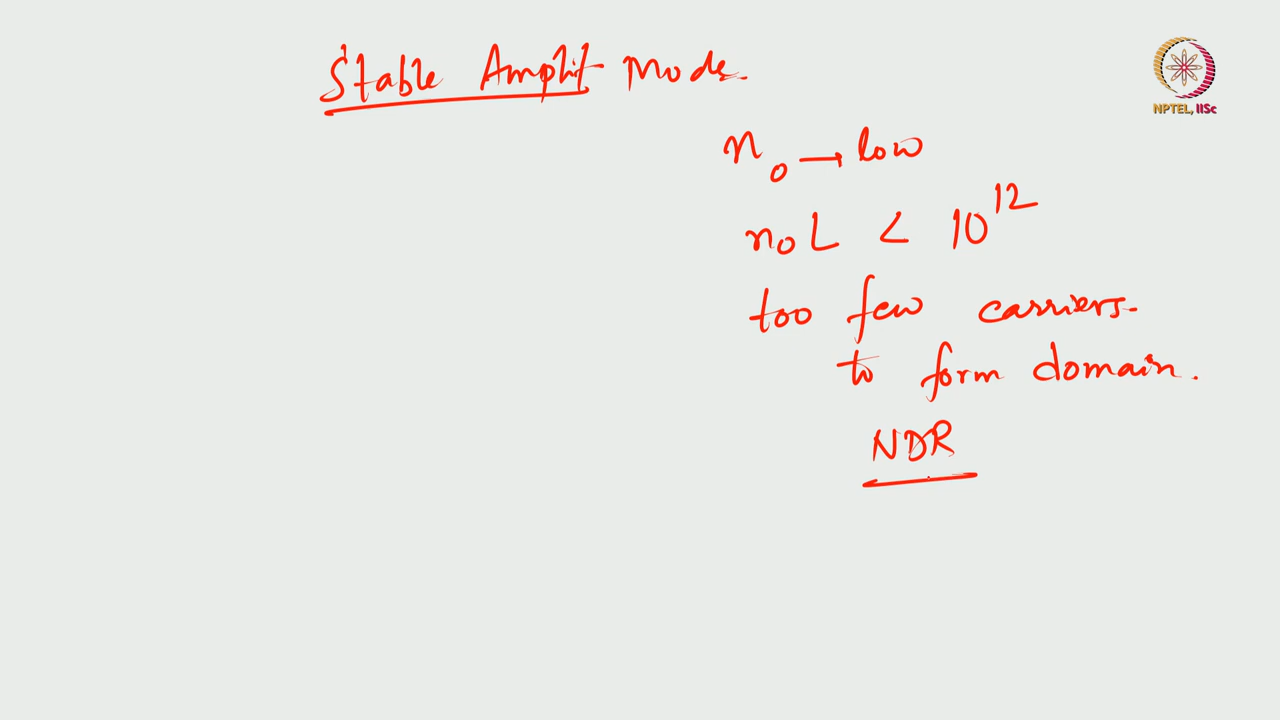 Stable Amplif Mode.
NPTEL, IISc
n₀ → low
n₀L < 10¹²
too few carriers.
to form domain.
NDR